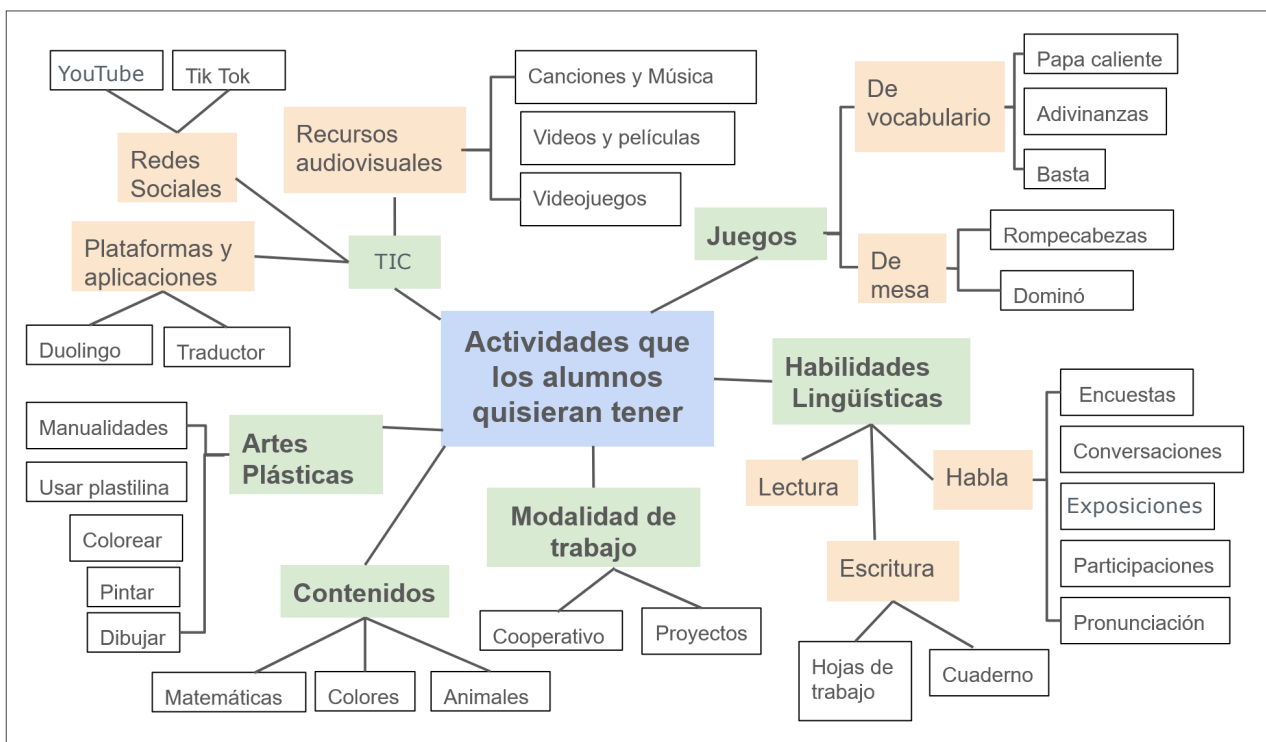 YouTube
Tik Tok
Redes
Sociales
Recursos
audiovisuales
Canciones y Música
Videos y películas
Videojuegos
Plataformas y
aplicaciones
TIC
Duolingo
Traductor
Juegos
De
vocabulario
Papa caliente
Adivinanzas
Basta
De
mesa
Rompecabezas
Dominó
Actividades que
los alumnos
quisieran tener
Habilidades
Lingüísticas
Lectura
Habla
Encuestas
Conversaciones
Exposiciones
Participaciones
Pronunciación
Escritura
Hojas de
trabajo
Cuaderno
Artes
Plásticas
Manualidades
Usar plastilina
Colorear
Pintar
Dibujar
Contenidos
Matemáticas
Colores
Animales
Modalidad de
trabajo
Cooperativo
Proyectos